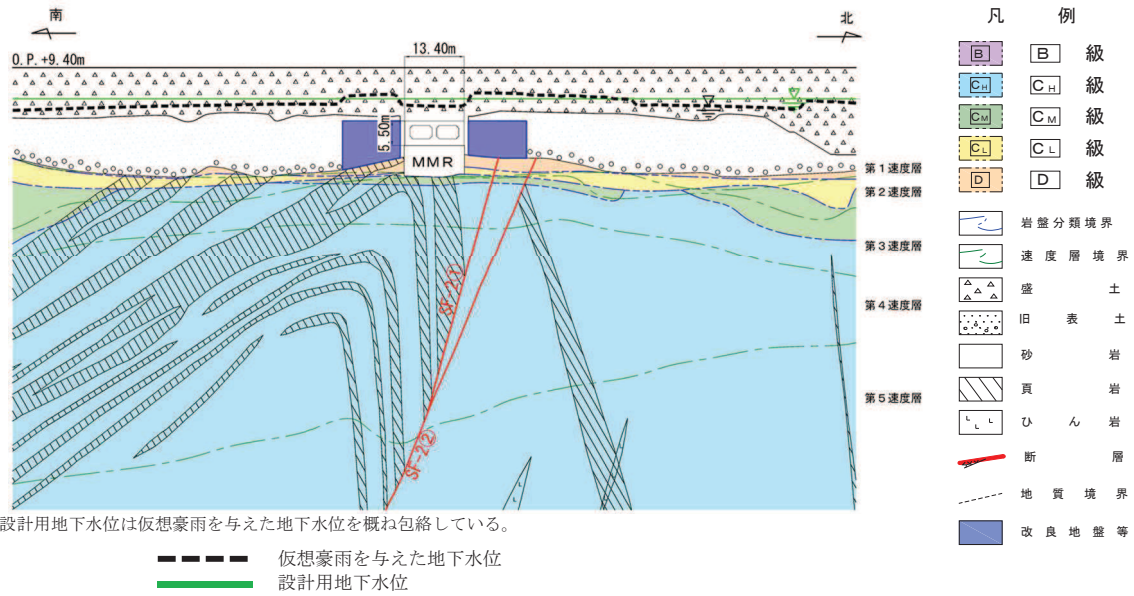 南
北
13.40m
O.P.+9.40m
5.50m
MMR
第1速度層
第2速度層
第3速度層
第4速度層
第5速度層
SF-2①
SF-2②
設計用地下水位は仮想豪雨を与えた地下水位を概ね包絡している。
仮想豪雨を与えた地下水位
設計用地下水位
凡 例
B B 級
CH CH 級
CM CM 級
CL CL 級
D D 級
岩盤分類境界
速度層境界
盛土
旧表土
砂岩
頁岩
ひん岩
断層
地質境界
改良地盤等